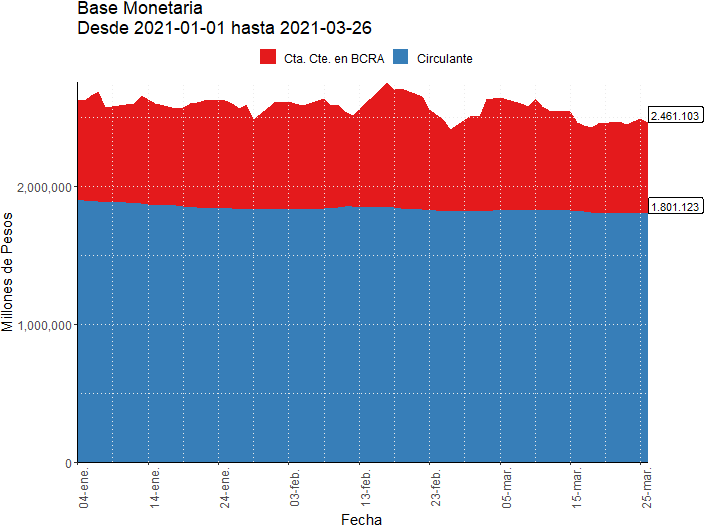 Base Monetaria
Desde 2021-01-01 hasta 2021-03-26
Cta. Cte. en BCRA
Circulante
Millones de Pesos
2,000,000
1,000,000
0
2.461.103
1.801.123
04-ene.
14-ene.
24-ene.
03-feb.
13-feb.
23-feb.
05-mar.
15-mar.
25-mar.
Fecha